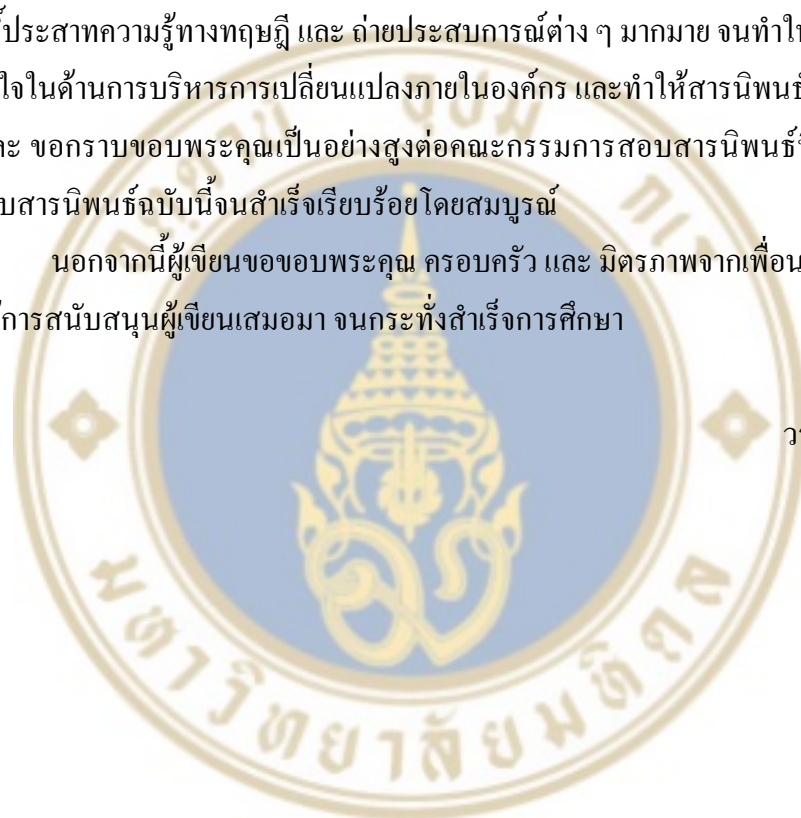 ประสาทความรู้ทางทฤษฎี และ ถ่ายประสบการณ์ต่าง ๆ มากมาย จนทำให้
ใจในด้านการบริหารการเปลี่ยนแปลงภายในองค์กร และทำให้สารนิพนธ์
ขอกราบขอบพระคุณเป็นอย่างสูงต่อคณะกรรมการสอบสารนิพนธ์
สารนิพนธ์ฉบับนี้จนสำเร็จเรียบร้อยโดยสมบูรณ์
นอกจากนี้ผู้เขียนขอขอบพระคุณ ครอบครัว และ มิตรภาพจากเพื่อน
การสนับสนุนผู้เขียนเสมอมา จนกระทั่งสำเร็จการศึกษา
มหาวิทยาลัยมหิดล